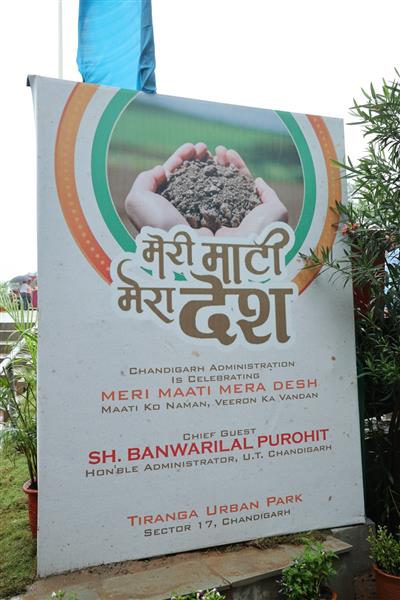 मेरी माटी
मेरा देश
CHANDIGARH ADMINISTRATION
IS CELEBRATING
MERI MAATI MERA DESH
MAATI KO NAMAN, VEERON KA VANDAN
CHIEF GUEST
SH. BANWARILAL PUROHIT
HON'BLE ADMINISTRATOR, U.T. CHANDIGARH
TIRANGA URBAN PARK
SECTOR 17, CHANDIGARH